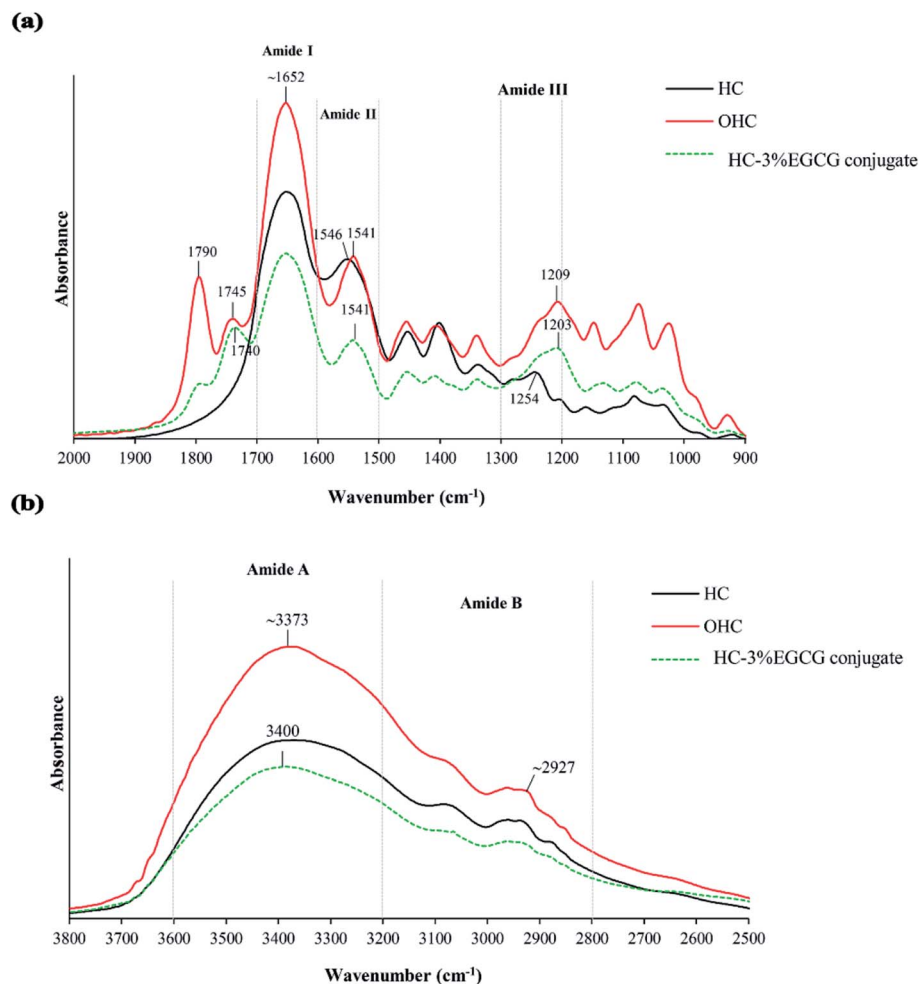 (a)
Amide I
~1652
Amide II
Amide III
HC
OHC
HC-3%EGCG conjugate
1790
1745
1740
1546
1541
1541
1209
1203
1254
Absorbance
2000 1900 1800 1700 1600 1500 1400 1300 1200 1100 1000 900
Wavenumber (cm⁻¹)
(b)
Amide A
Amide B
~3373
3400
~2927
HC
OHC
HC-3%EGCG conjugate
Absorbance
3800 3700 3600 3500 3400 3300 3200 3100 3000 2900 2800 2700 2600 2500
Wavenumber (cm⁻¹)